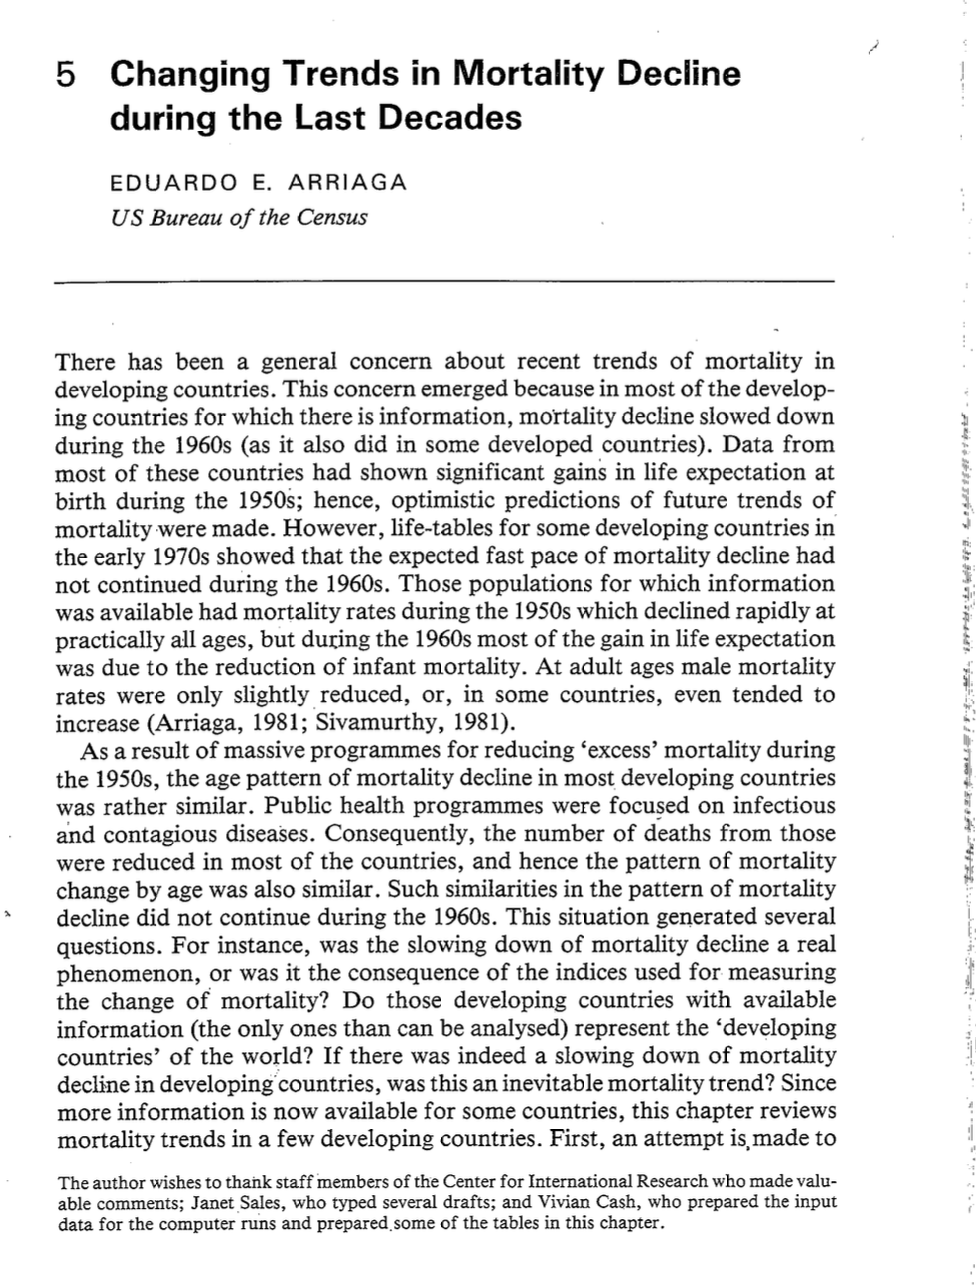 5 Changing Trends in Mortality Decline
during the Last Decades
EDUARDO E. ARRIAGA
US Bureau of the Census
There has been a general concern about recent trends of mortality in
developing countries. This concern emerged because in most of the develop-
ing countries for which there is information, mortality decline slowed down
during the 1960s (as it also did in some developed countries). Data from
most of these countries had shown significant gains in life expectation at
birth during the 1950s; hence, optimistic predictions of future trends of
mortality were made. However, life-tables for some developing countries in
the early 1970s showed that the expected fast pace of mortality decline had
not continued during the 1960s. Those populations for which information
was available had mortality rates during the 1950s which declined rapidly at
practically all ages, but during the 1960s most of the gain in life expectation
was due to the reduction of infant mortality. At adult ages male mortality
rates were only slightly reduced, or, in some countries, even tended to
increase (Arriaga, 1981; Sivamurthy, 1981).
As a result of massive programmes for reducing ‘excess’ mortality during
the 1950s, the age pattern of mortality decline in most developing countries
was rather similar. Public health programmes were focused on infectious
and contagious diseases. Consequently, the number of deaths from those
were reduced in most of the countries, and hence the pattern of mortality
change by age was also similar. Such similarities in the pattern of mortality
decline did not continue during the 1960s. This situation generated several
questions. For instance, was the slowing down of mortality decline a real
phenomenon, or was it the consequence of the indices used for measuring
the change of mortality? Do those developing countries with available
information (the only ones than can be analysed) represent the ‘developing
countries’ of the world? If there was indeed a slowing down of mortality
decline in developing countries, was this an inevitable mortality trend? Since
more information is now available for some countries, this chapter reviews
mortality trends in a few developing countries. First, an attempt is made to
The author wishes to thank staff members of the Center for International Research who made valu-
able comments; Janet Sales, who typed several drafts; and Vivian Cash, who prepared the input
data for the computer runs and prepared some of the tables in this chapter.